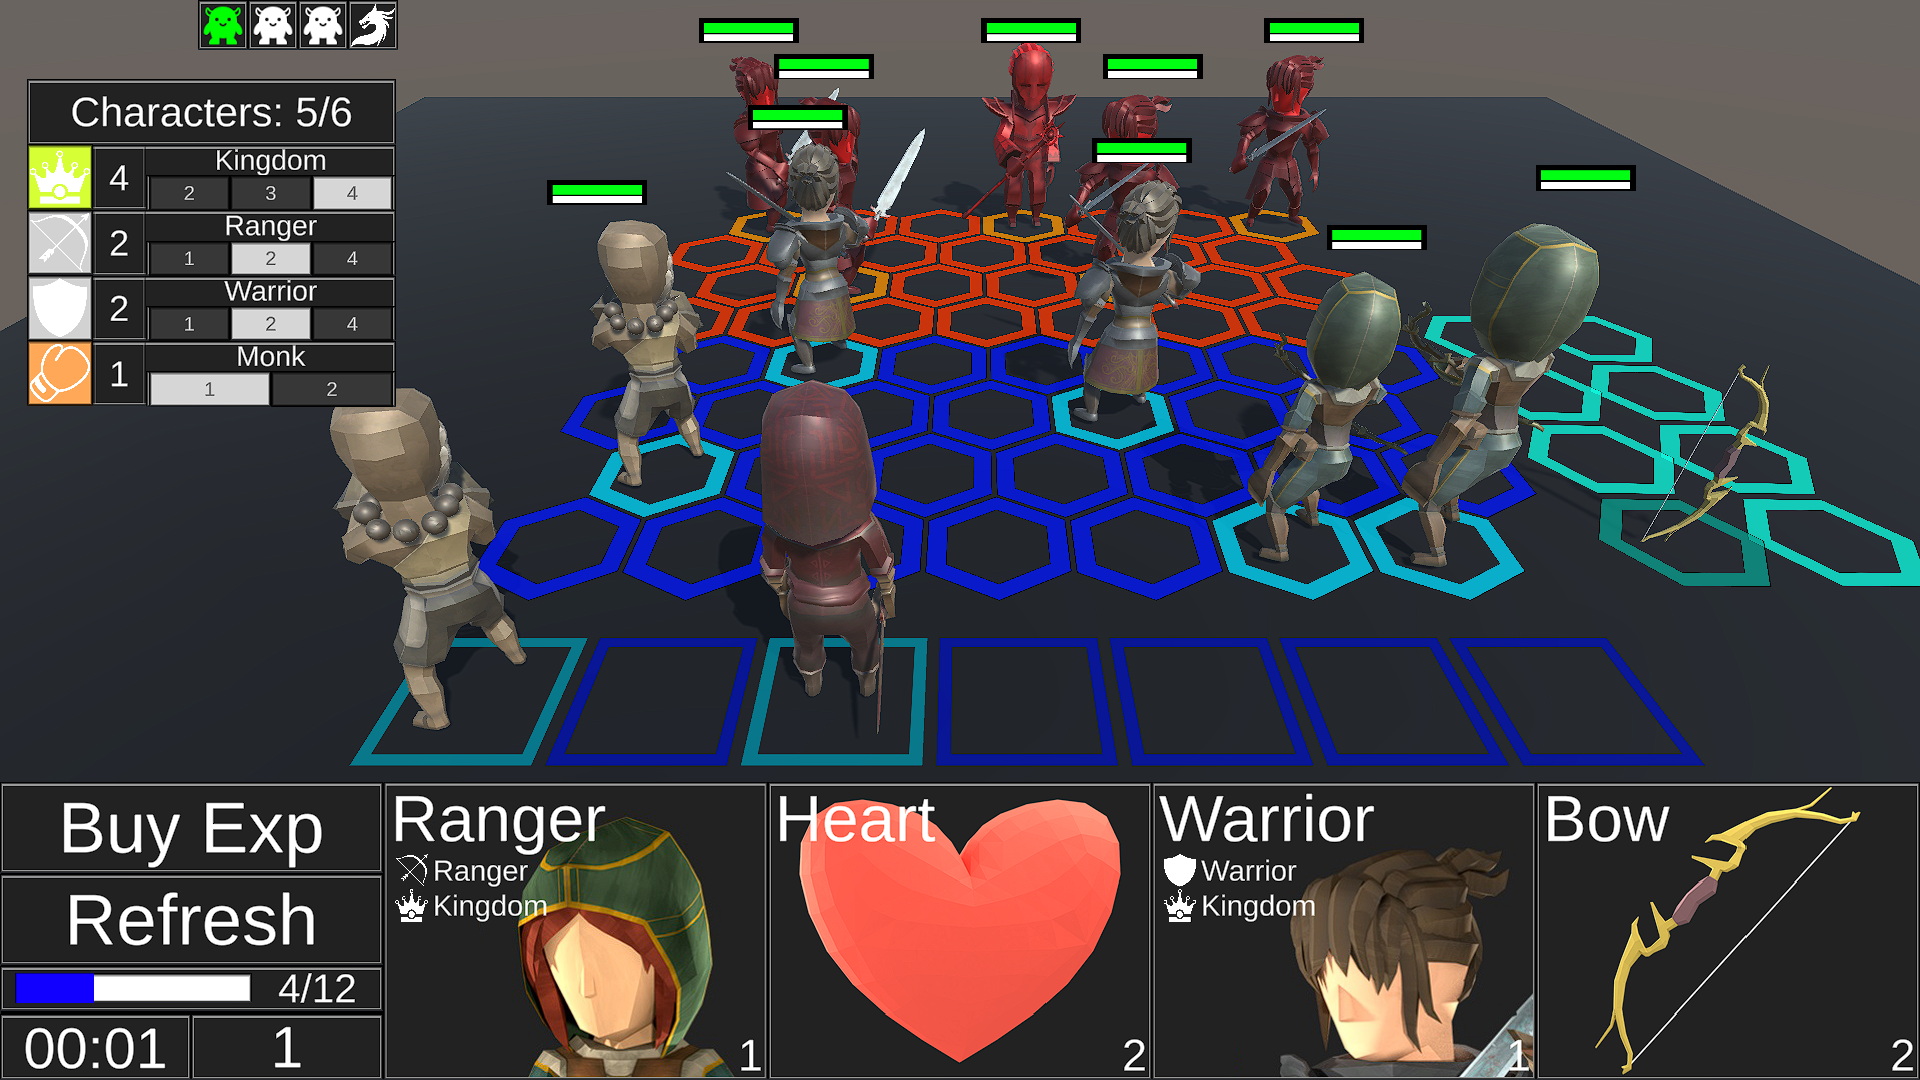 Characters: 5/6
4 Kingdom
2 3 4
2 Ranger
1 2 4
2 Warrior
1 2 4
1 Monk
1 2
Buy Exp
Refresh
4/12
00:01 1
Ranger
Ranger
Kingdom
1
Heart
2
Warrior
Warrior
Kingdom
1
Bow
2